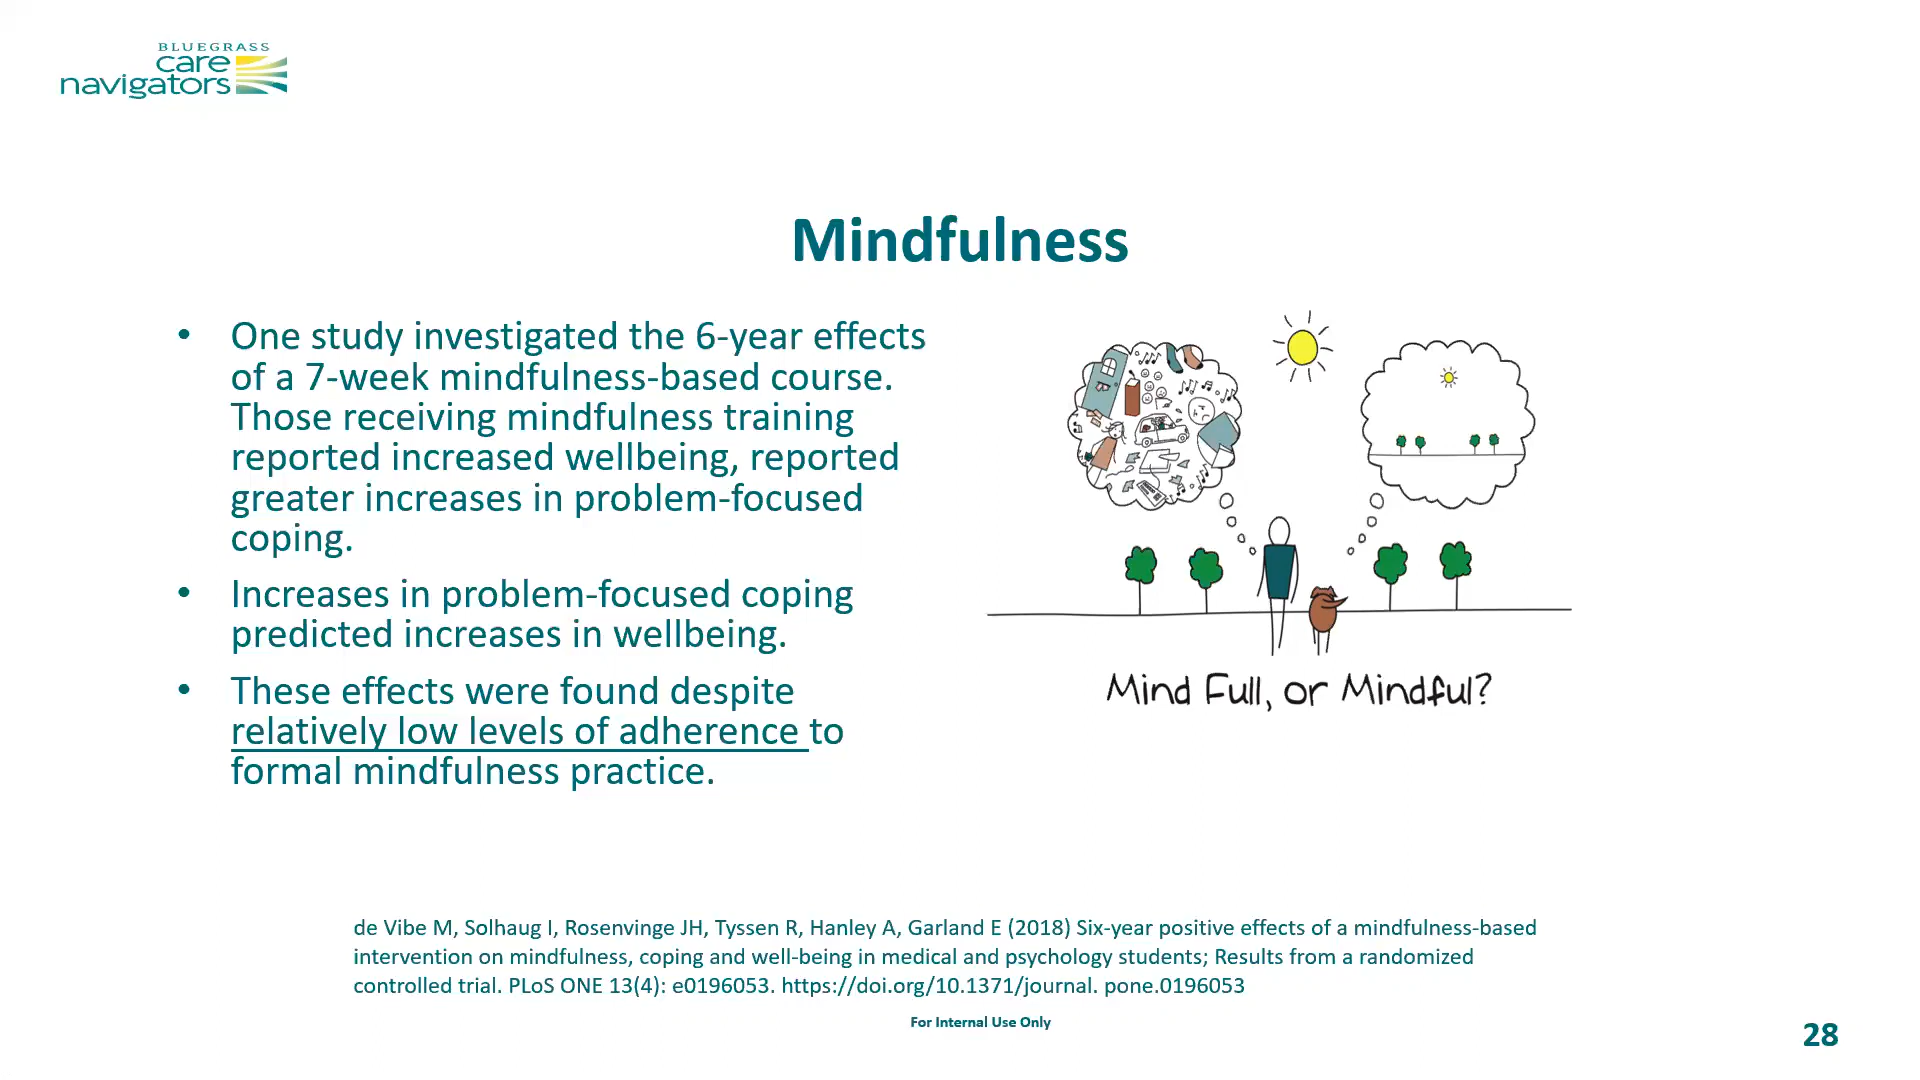 BLUEGRASS
care
navigators
Mindfulness
• One study investigated the 6-year effects
of a 7-week mindfulness-based course.
Those receiving mindfulness training
reported increased wellbeing, reported
greater increases in problem-focused
coping.
• Increases in problem-focused coping
predicted increases in wellbeing.
• These effects were found despite
relatively low levels of adherence to
formal mindfulness practice.
Mind Full, or Mindful?
de Vibe M, Solhaug I, Rosenvinge JH, Tyssen R, Hanley A, Garland E (2018) Six-year positive effects of a mindfulness-based
intervention on mindfulness, coping and well-being in medical and psychology students; Results from a randomized
controlled trial. PLoS ONE 13(4): e0196053. https://doi.org/10.1371/journal. pone.0196053
For Internal Use Only
28